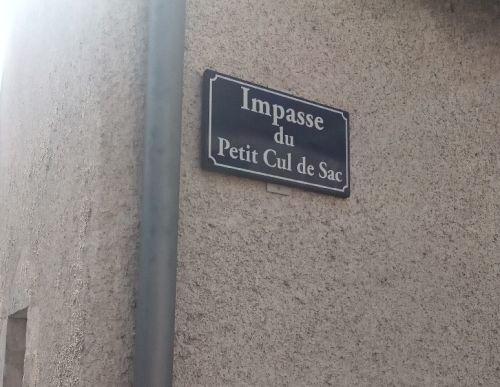 Impasse
du
Petit Cul de Sac